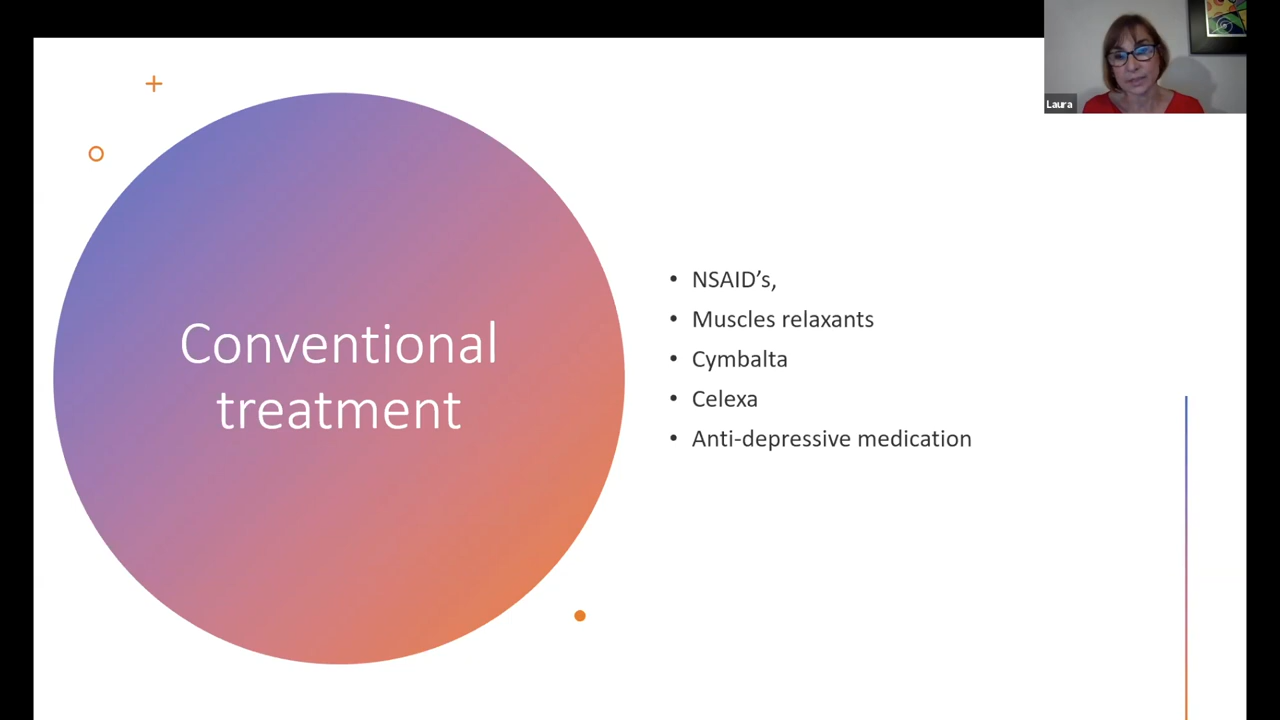 Laura
Conventional
treatment
• NSAID’s,
• Muscles relaxants
• Cymbalta
• Celexa
• Anti-depressive medication